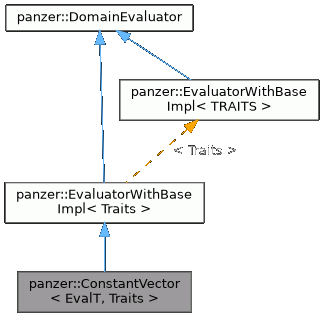 panzer::DomainEvaluator
panzer::EvaluatorWithBase
Impl< TRAITS >
< Traits >
panzer::EvaluatorWithBase
Impl< Traits >
panzer::ConstantVector
< EvalT, Traits >